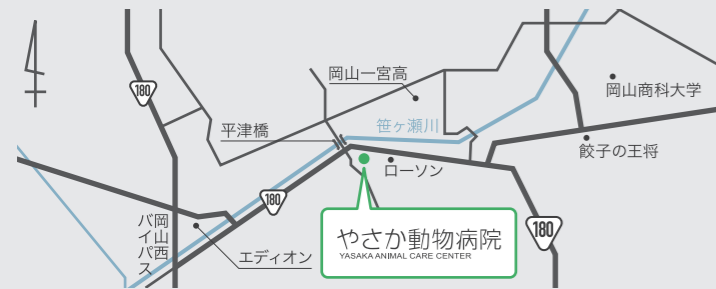 岡山一宮高
180
岡山商科大学
笹ヶ瀬川
平津橋
餃子の王将
ローソン
180
岡山西
バイパス
180
やさか動物病院
YASAKA ANIMAL CARE CENTER
エディオン